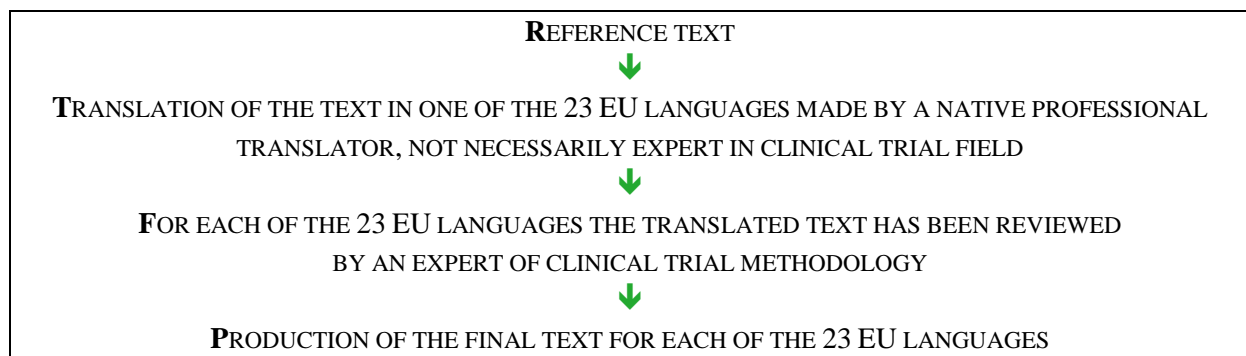 REFERENCE TEXT
TRANSLATION OF THE TEXT IN ONE OF THE 23 EU LANGUAGES MADE BY A NATIVE PROFESSIONAL
TRANSLATOR, NOT NECESSARILY EXPERT IN CLINICAL TRIAL FIELD
FOR EACH OF THE 23 EU LANGUAGES THE TRANSLATED TEXT HAS BEEN REVIEWED
BY AN EXPERT OF CLINICAL TRIAL METHODOLOGY
PRODUCTION OF THE FINAL TEXT FOR EACH OF THE 23 EU LANGUAGES